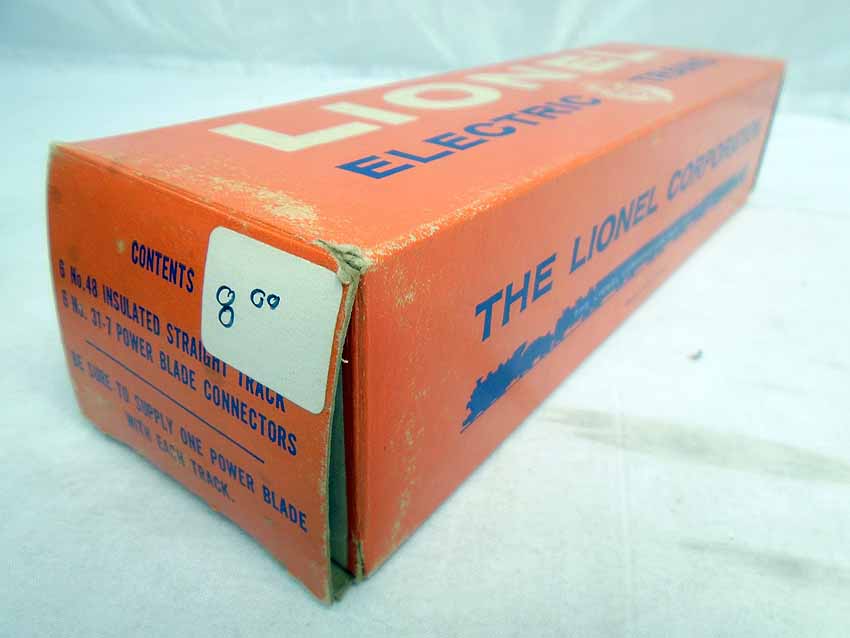 LIONEL
ELECTRIC TRAINS
THE LIONEL CORPORATION
CONTENTS
6 No. 48 INSULATED STRAIGHT TRACK
6 No. 31-7 POWER BLADE CONNECTORS
BE SURE TO SUPPLY ONE POWER BLADE
WITH EACH TRACK.
8 00